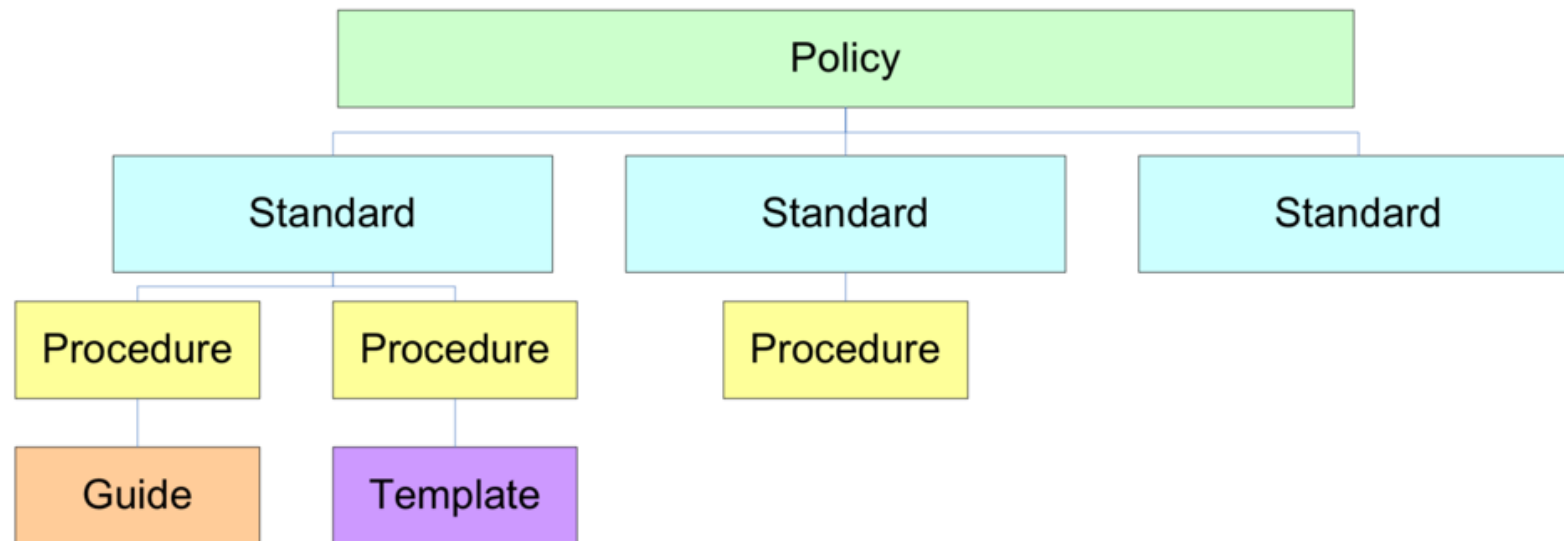 Policy
Standard
Standard
Standard
Procedure
Procedure
Procedure
Guide
Template